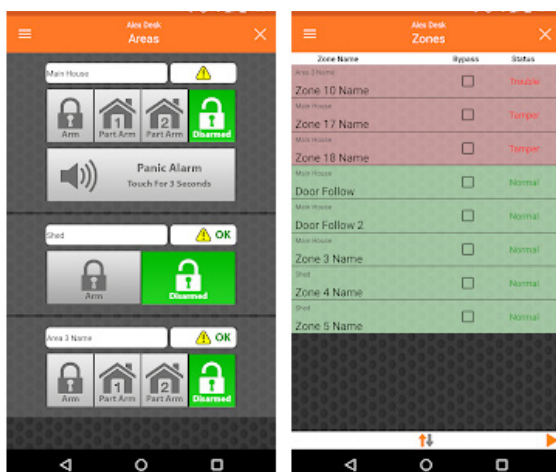 Alex Desk
Areas
Main House
Arm
1
Part Arm
2
Part Arm
Disarmed
Panic Alarm
Touch For 3 Seconds
Shed
OK
Arm
Disarmed
Area 3 Name
OK
Arm
1
Part Arm
2
Part Arm
Disarmed
Alex Desk
Zones
Zone Name Bypass Status
Area 3 Name
Zone 10 Name Trouble
Main House
Zone 17 Name Tamper
Main House
Zone 18 Name Tamper
Main House
Door Follow Normal
Main House
Door Follow 2 Normal
Main House
Zone 3 Name Normal
Shed
Zone 4 Name Normal
Shed
Zone 5 Name Normal